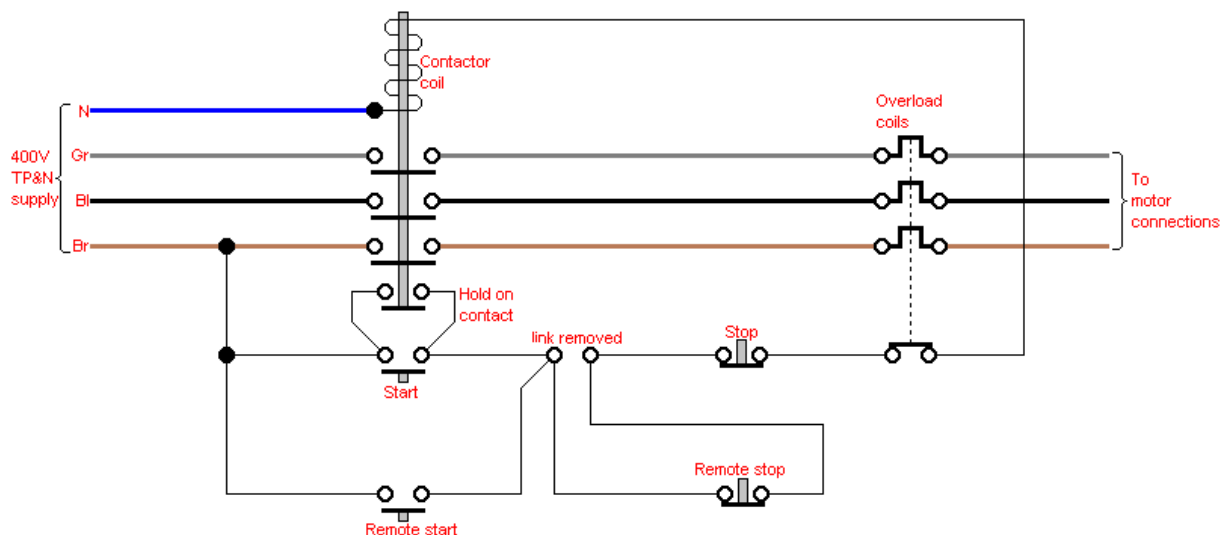 Contactor
coil
N
400V
TP&N
supply
Gr
Bl
Br
Overload
coils
To
motor
connections
Hold on
contact
link removed
Stop
Start
Remote stop
Remote start